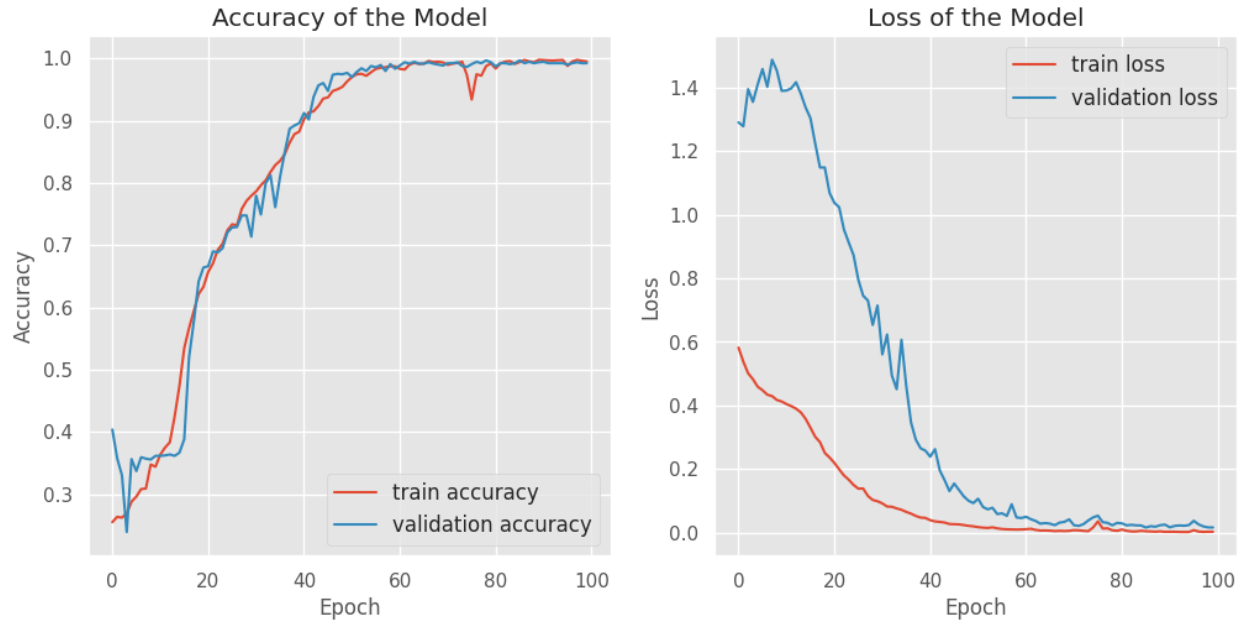 Accuracy of the Model
1.0
0.9
0.8
0.7
0.6
0.5
0.4
0.3
Accuracy
train accuracy
validation accuracy
0 20 40 60 80 100
Epoch
Loss of the Model
train loss
validation loss
1.4
1.2
1.0
0.8
0.6
0.4
0.2
0.0
Loss
0 20 40 60 80 100
Epoch